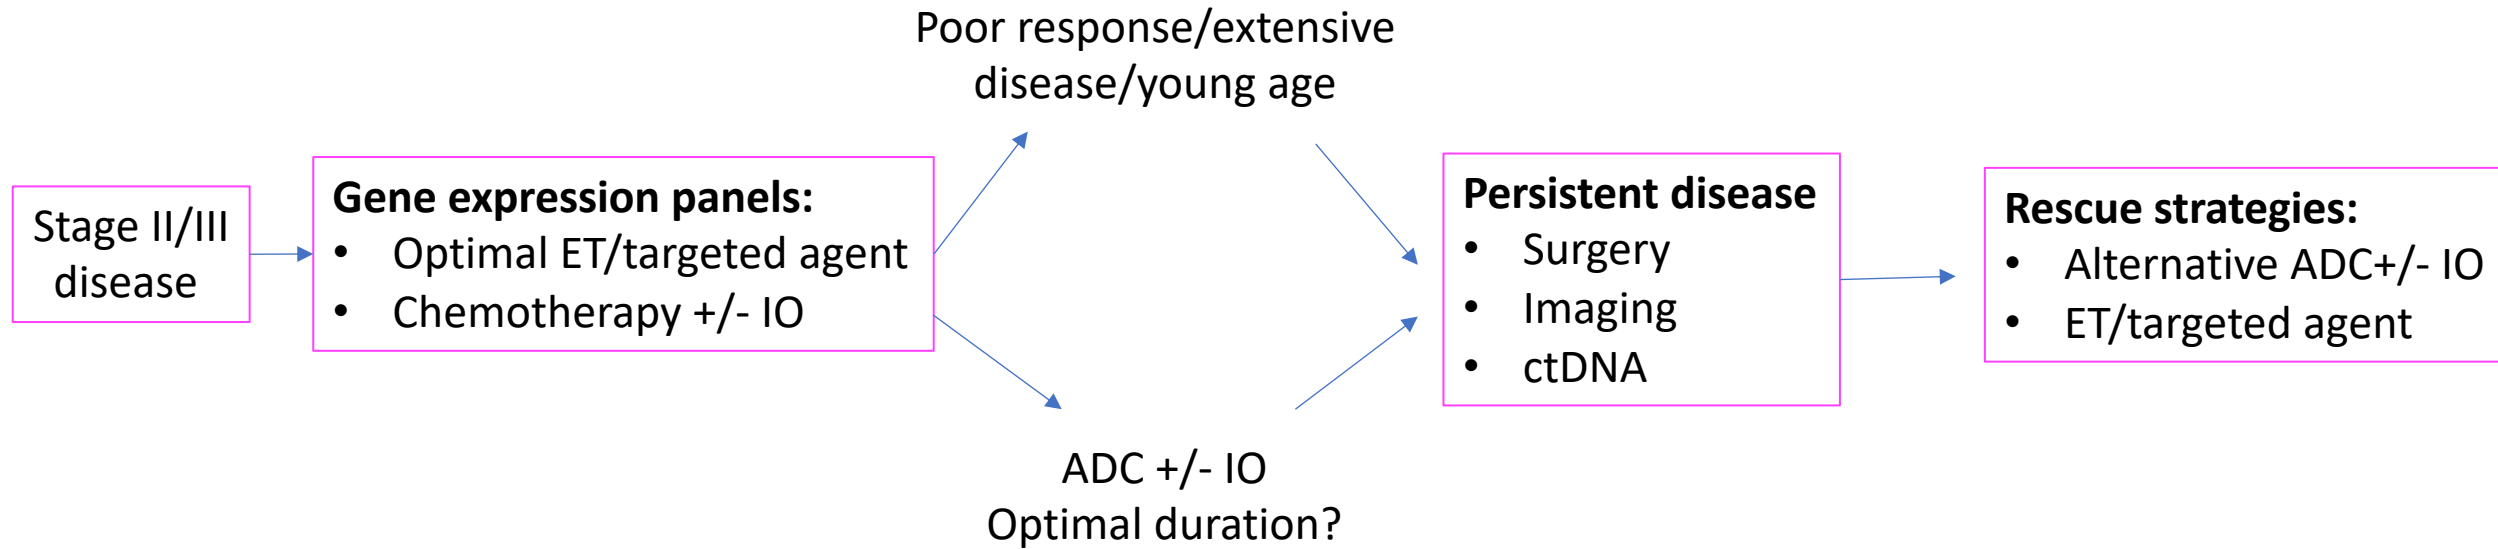 Poor response/extensive
disease/young age
Stage II/III
disease
Gene expression panels:
• Optimal ET/targeted agent
• Chemotherapy +/- IO
ADC +/- IO
Optimal duration?
Persistent disease
• Surgery
• Imaging
• ctDNA
Rescue strategies:
• Alternative ADC+/- IO
• ET/targeted agent